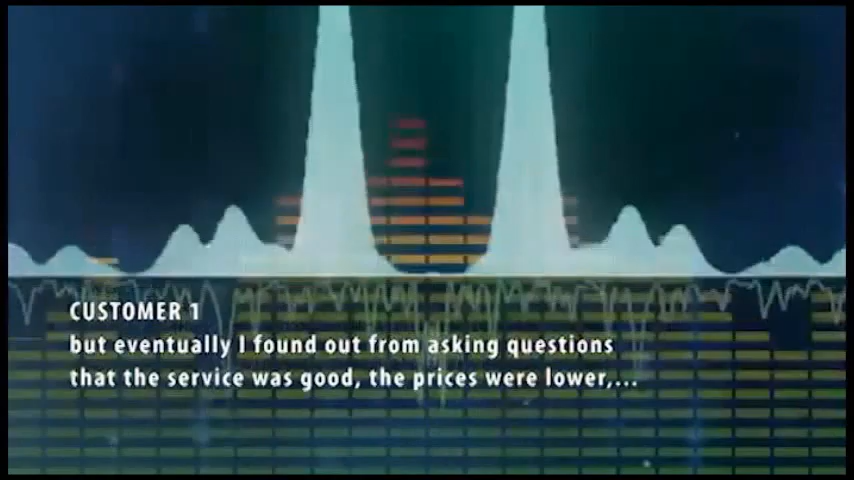 CUSTOMER 1
but eventually I found out from asking questions
that the service was good, the prices were lower,...